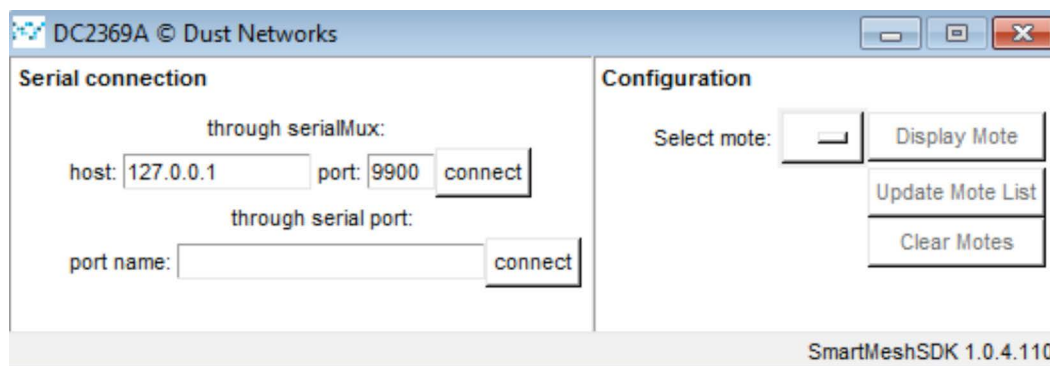 DC2369A © Dust Networks
Serial connection
through serialMux:
host: 127.0.0.1 port: 9900 connect
through serial port:
port name: connect
Configuration
Select mote: Display Mote
Update Mote List
Clear Motes
SmartMeshSDK 1.0.4.110